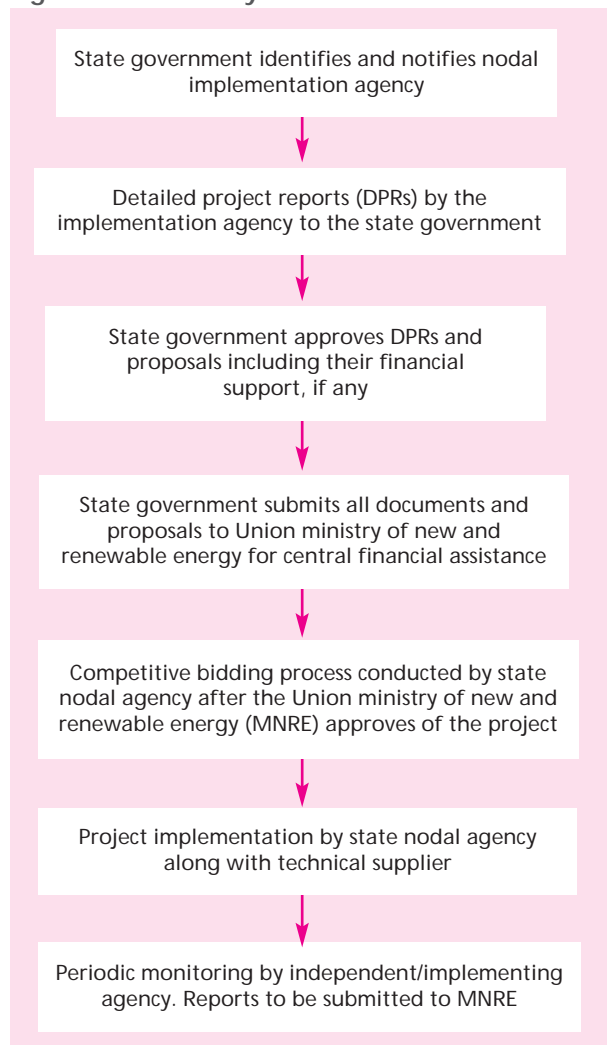 State government identifies and notifies nodal
implementation agency
Detailed project reports (DPRs) by the
implementation agency to the state government
State government approves DPRs and
proposals including their financial
support, if any
State government submits all documents and
proposals to Union ministry of new and
renewable energy for central financial assistance
Competitive bidding process conducted by state
nodal agency after the Union ministry of new and
renewable energy (MNRE) approves of the project
Project implementation by state nodal agency
along with technical supplier
Periodic monitoring by independent/implementing
agency. Reports to be submitted to MNRE